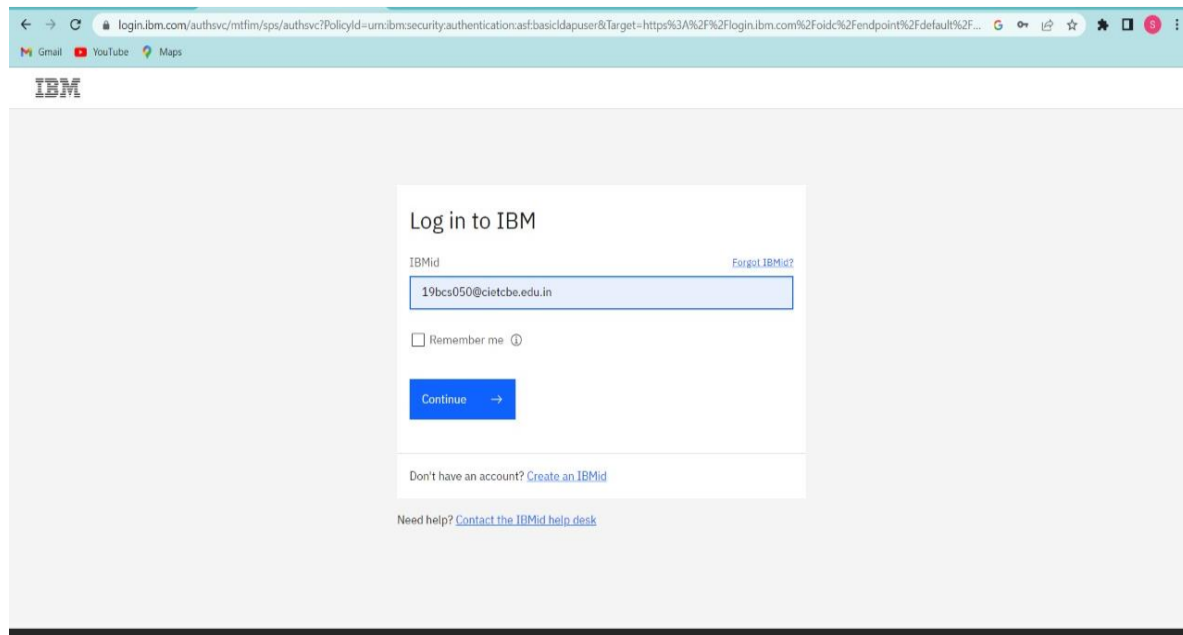 login.ibm.com/authsvc/mtfim/sps/authsvc?PolicyId=urn:ibm:security:authentication:asf:basicldapuser&Target=https%3A%2F%2Flogin.ibm.com%2Foidc%2Fendpoint%2Fdefault%2F... G S
Gmail YouTube Maps
IBM
Log in to IBM
IBMid Forgot IBMid?
19bcs050@cietcbe.edu.in
Remember me
Continue →
Don't have an account? Create an IBMid
Need help? Contact the IBMid help desk